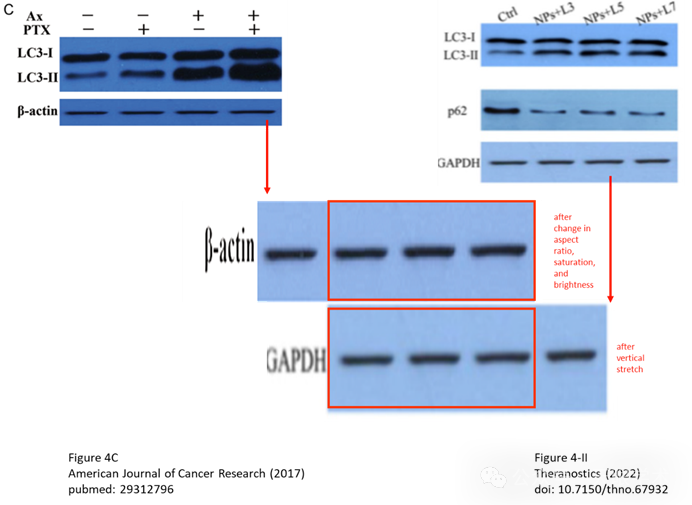 C
Ax − − + +
PTX − + − +
LC3-I
LC3-II
β-actin
Ctrl NPs+L3 NPs+L5 NPs+L7
LC3-I
LC3-II
p62
GAPDH
β-actin
after
change in
aspect
ratio,
saturation,
and
brightness
GAPDH
after
vertical
stretch
Figure 4C
American Journal of Cancer Research (2017)
pubmed: 29312796
Figure 4-II
Theranostics (2022)
doi: 10.7150/thno.67932